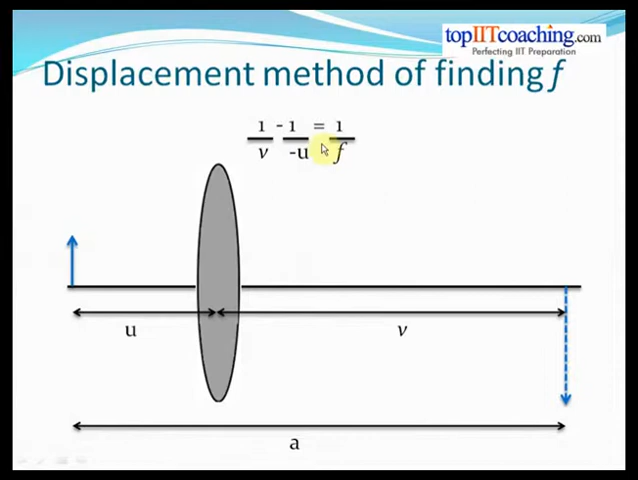 topIITcoaching.com
Perfecting IIT Preparation
Displacement method of finding f
1 - 1 = 1
v -u f
u v
a